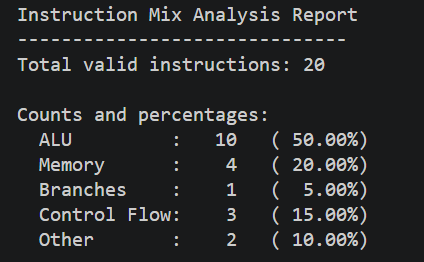 Instruction Mix Analysis Report
------------------------------
Total valid instructions: 20

Counts and percentages:
  ALU         :   10   ( 50.00%)
  Memory      :    4   ( 20.00%)
  Branches    :    1   (  5.00%)
  Control Flow:    3   ( 15.00%)
  Other       :    2   ( 10.00%)